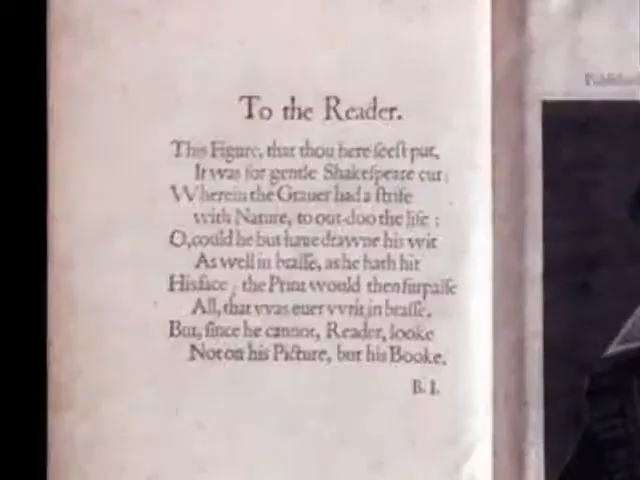 To the Reader.
This Figure, that thou here seest put,
It was for gentle Shakespeare cut;
Wherein the Grauer had a strife
with Nature, to out-doo the life :
O, could he but haue drawne his wit
As well in brasse, as he hath hit
His face ; the Print would then surpasse
All, that vvas euer vvrit in brasse.
But, since he cannot, Reader, looke
Not on his Picture, but his Booke.
B. I.